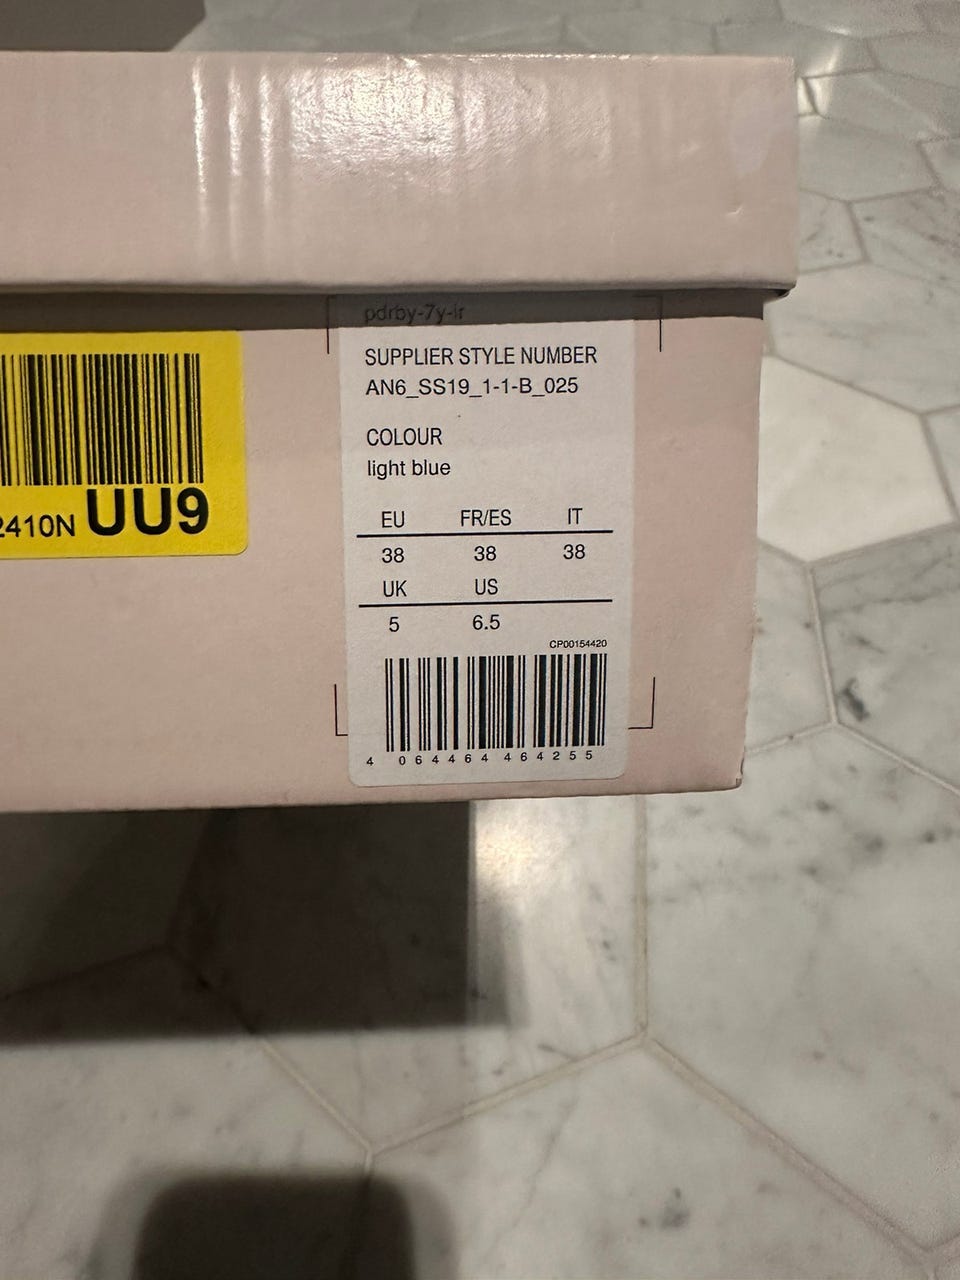 2410N UU9
pdrby-7y-lr
SUPPLIER STYLE NUMBER
AN6_SS19_1-1-B_025
COLOUR
light blue
EU FR/ES IT
38 38 38
UK US
5 6.5
CP00154420
4 064464 464255